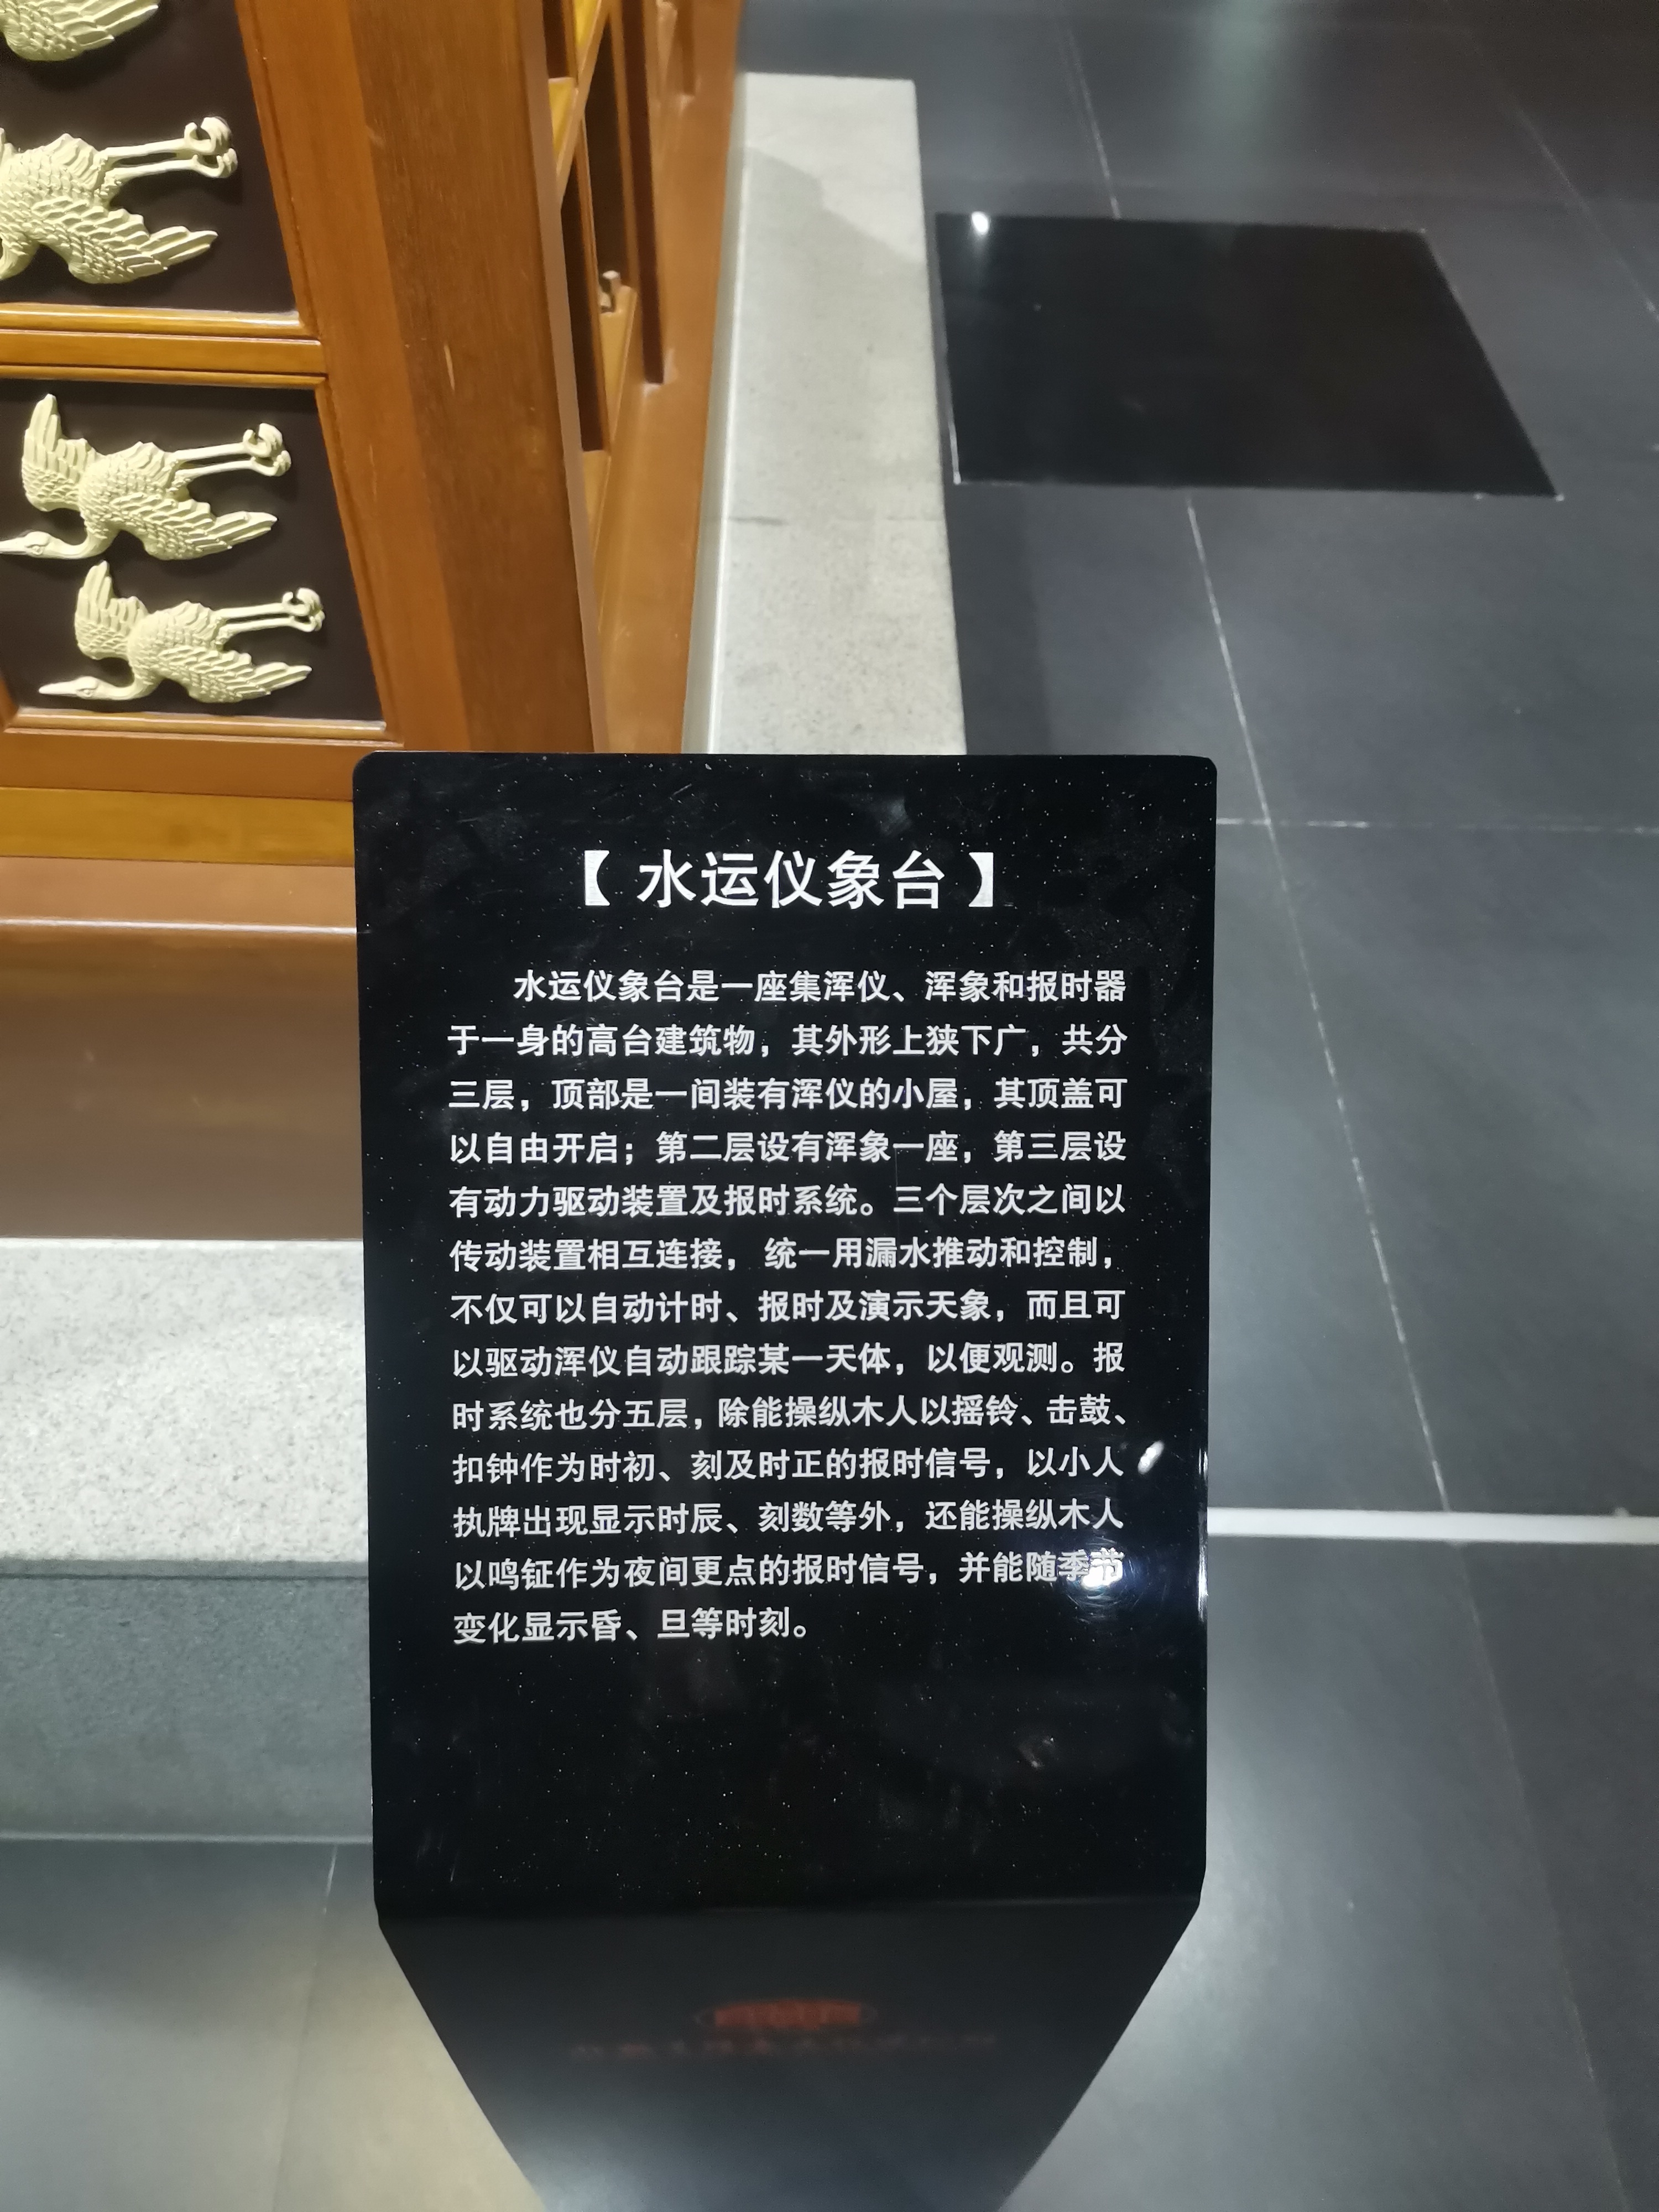 【水运仪象台】
水运仪象台是一座集浑仪、浑象和报时器
于一身的高台建筑物，其外形上狭下广，共分
三层，顶部是一间装有浑仪的小屋，其顶盖可
以自由开启；第二层设有浑象一座，第三层设
有动力驱动装置及报时系统。三个层次之间以
传动装置相互连接，统一用漏水推动和控制，
不仅可以自动计时、报时及演示天象，而且可
以驱动浑仪自动跟踪某一天体，以便观测。报
时系统也分五层，除能操纵木人以摇铃、击鼓、
扣钟作为时初、刻及时正的报时信号，以小人
执牌出现显示时辰、刻数等外，还能操纵木人
以鸣钲作为夜间更点的报时信号，并能随季节
变化显示昏、旦等时刻。